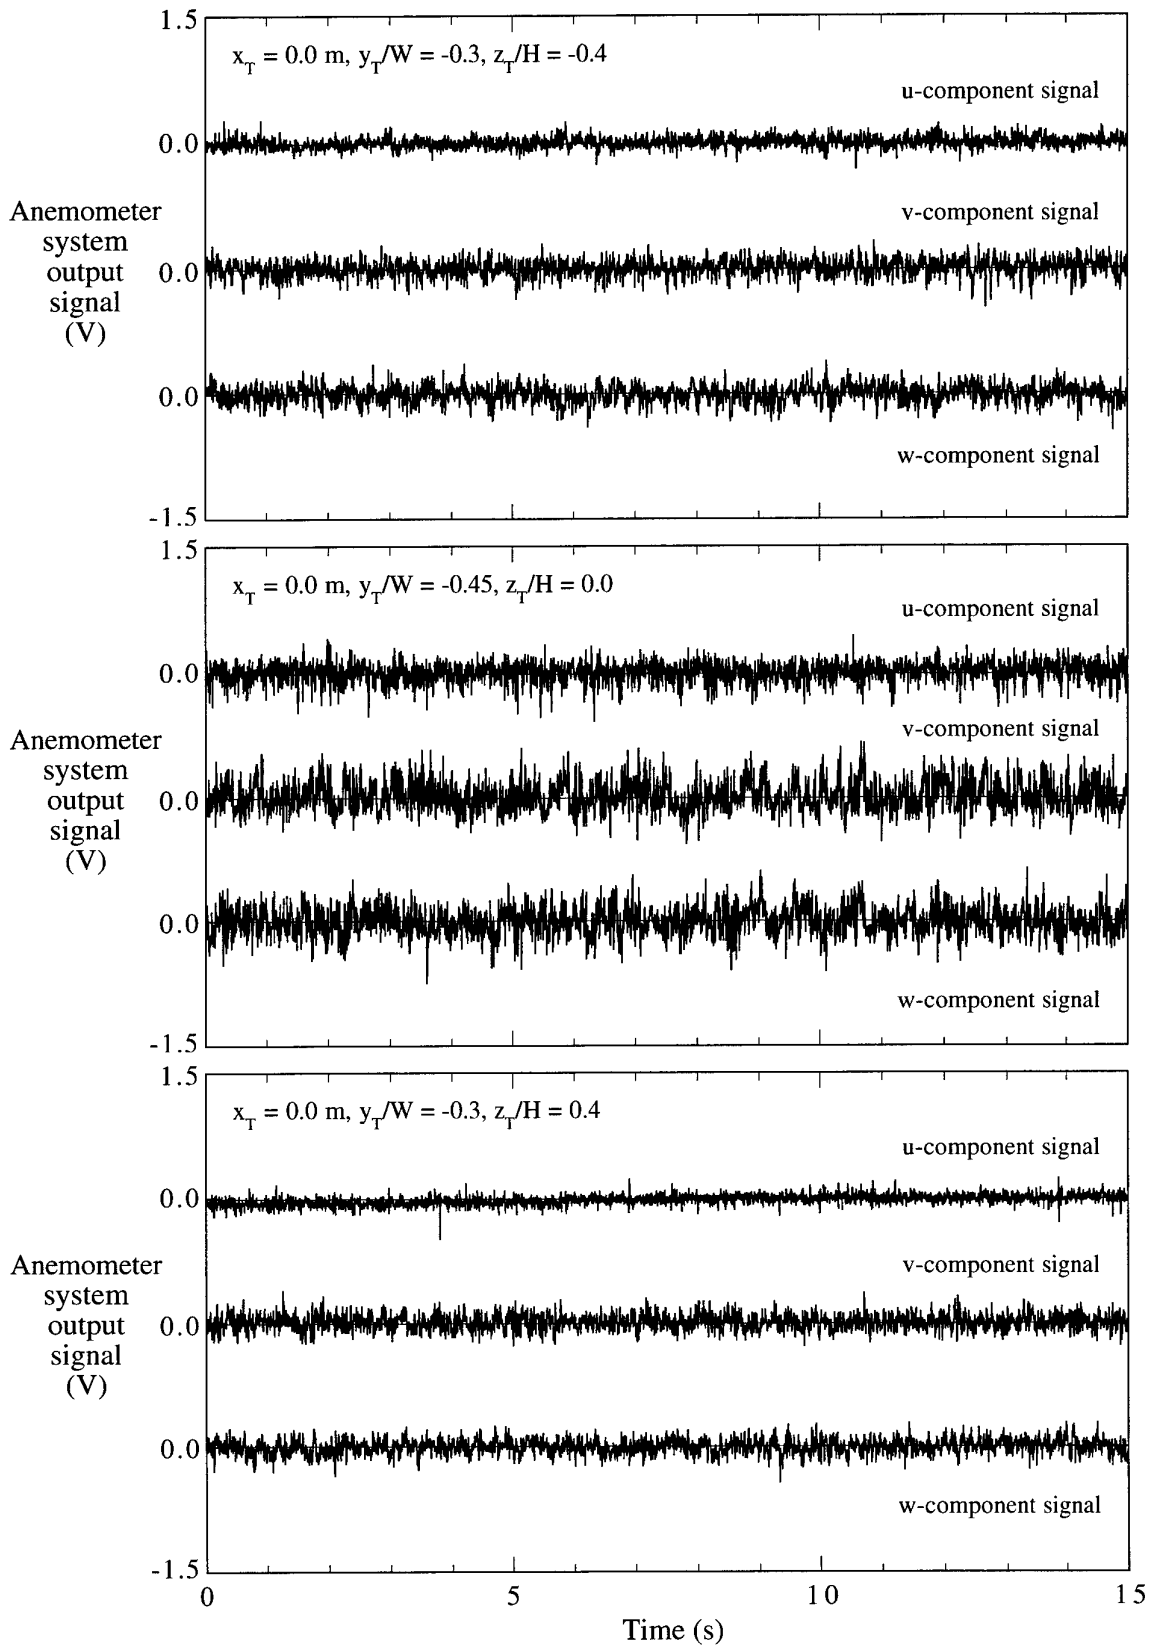 1.5
x_T = 0.0 m, y_T/W = -0.3, z_T/H = -0.4
u-component signal
0.0
v-component signal
Anemometer
system
output
signal
(V)
0.0
0.0
w-component signal
-1.5
1.5
x_T = 0.0 m, y_T/W = -0.45, z_T/H = 0.0
u-component signal
0.0
v-component signal
Anemometer
system
output
signal
(V)
0.0
0.0
w-component signal
-1.5
1.5
x_T = 0.0 m, y_T/W = -0.3, z_T/H = 0.4
u-component signal
0.0
v-component signal
Anemometer
system
output
signal
(V)
0.0
0.0
w-component signal
-1.5
0 5 10 15
Time (s)